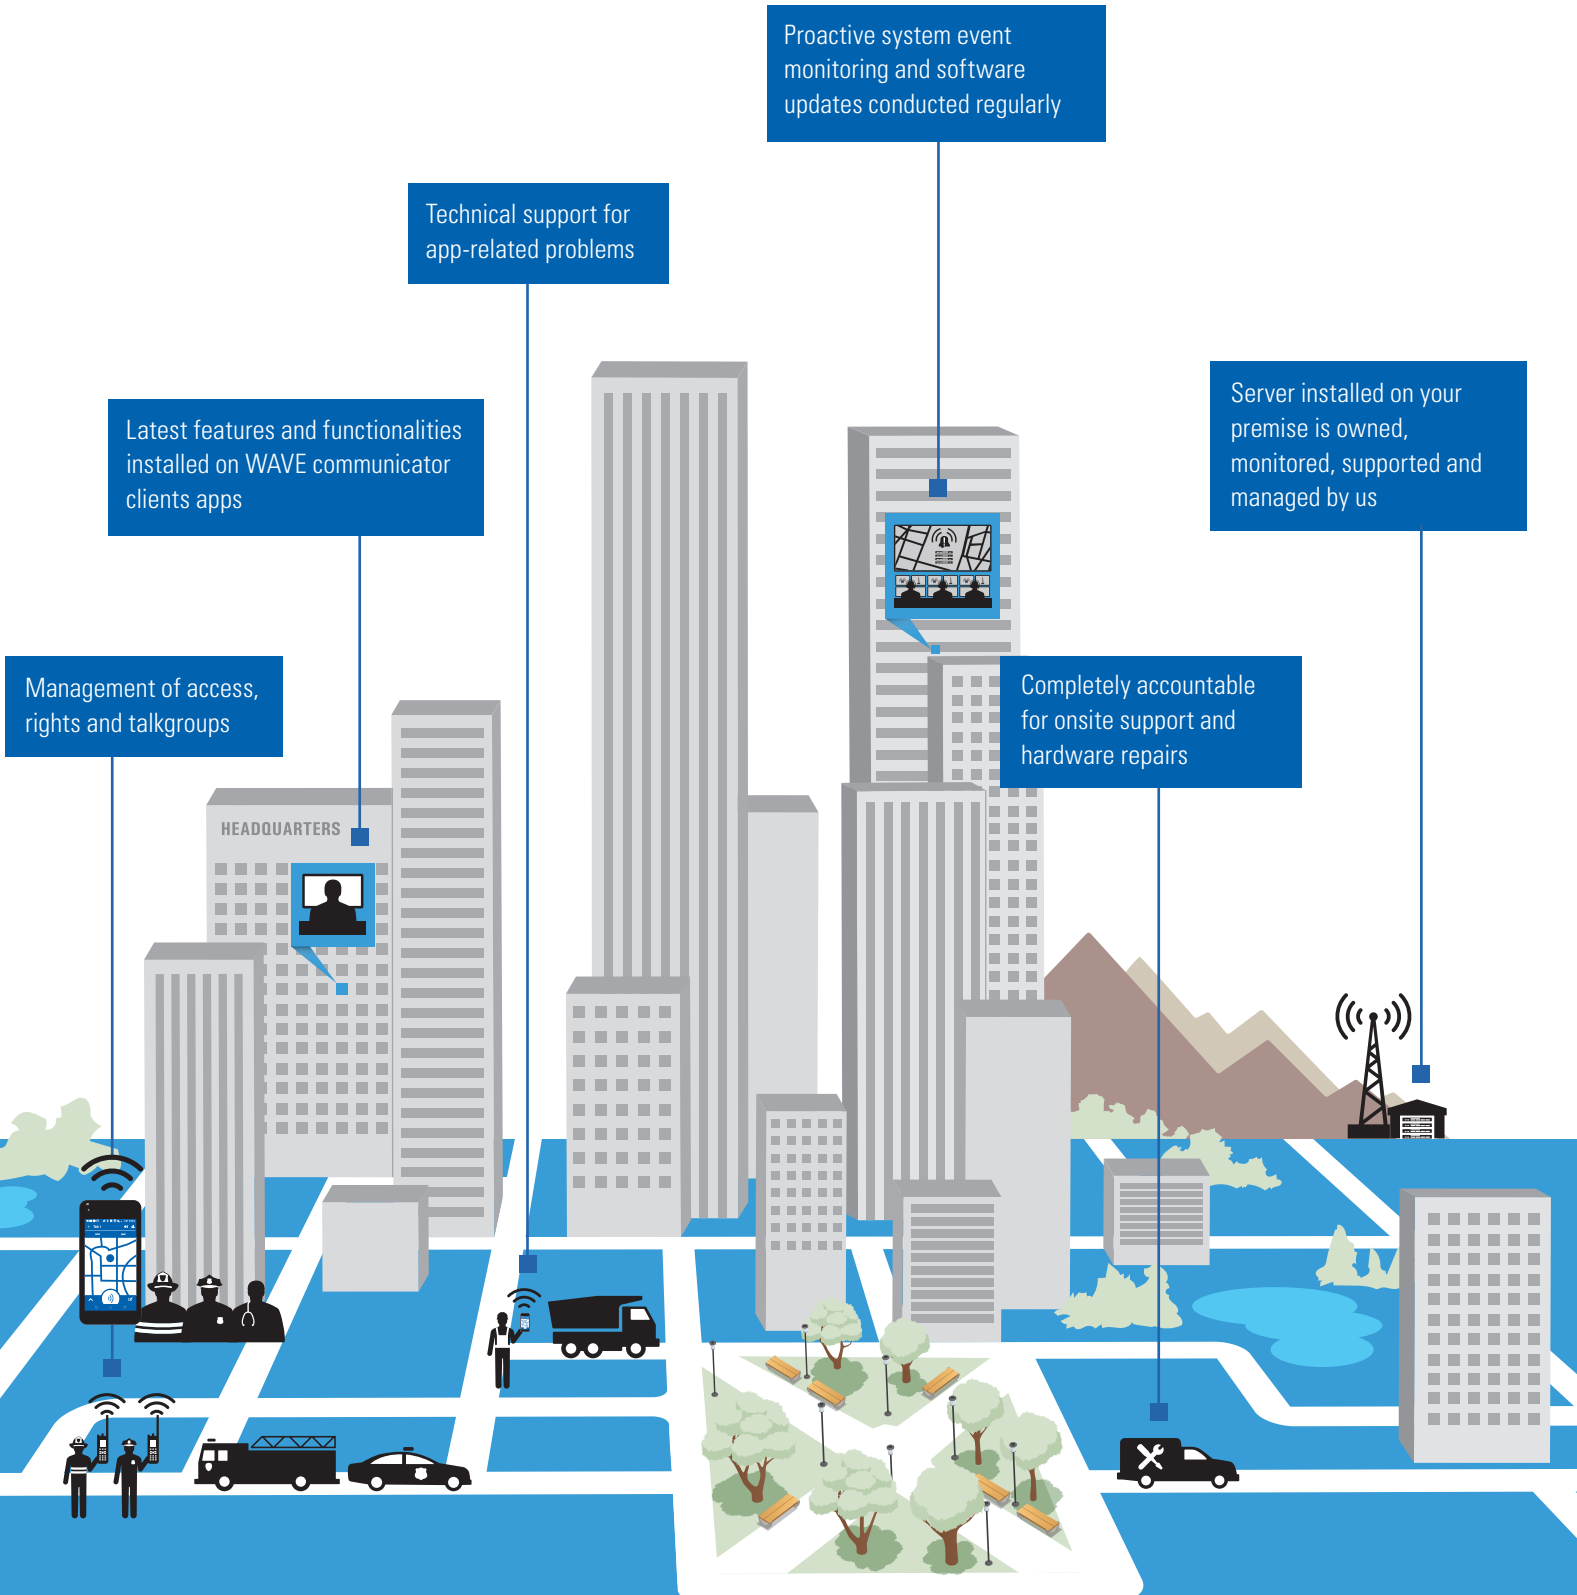 Proactive system event
monitoring and software
updates conducted regularly
Technical support for
app-related problems
Server installed on your
premise is owned,
monitored, supported and
managed by us
Latest features and functionalities
installed on WAVE communicator
clients apps
Management of access,
rights and talkgroups
Completely accountable
for onsite support and
hardware repairs
HEADQUARTERS